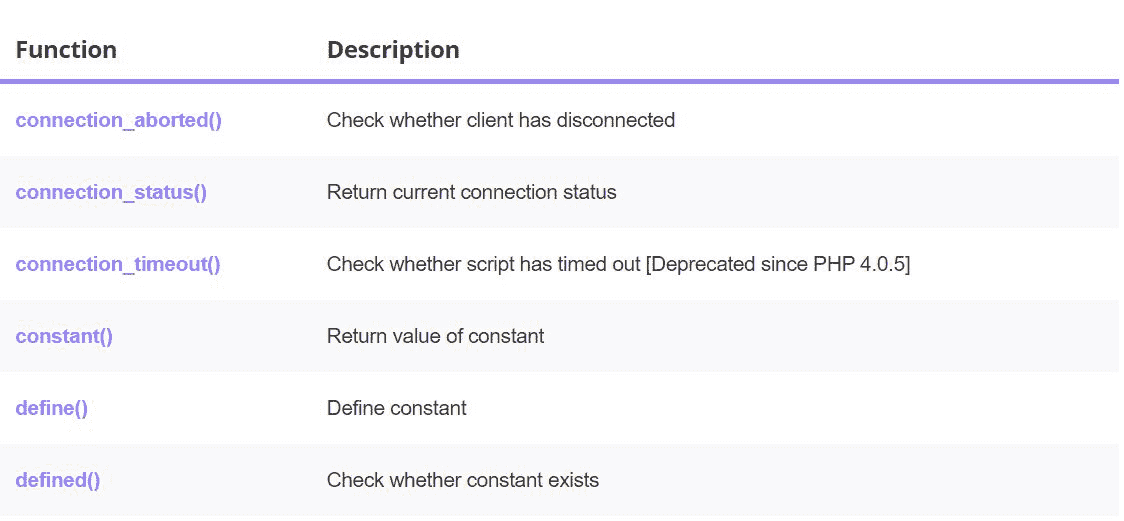 Function Description
connection_aborted() Check whether client has disconnected
connection_status() Return current connection status
connection_timeout() Check whether script has timed out [Deprecated since PHP 4.0.5]
constant() Return value of constant
define() Define constant
defined() Check whether constant exists